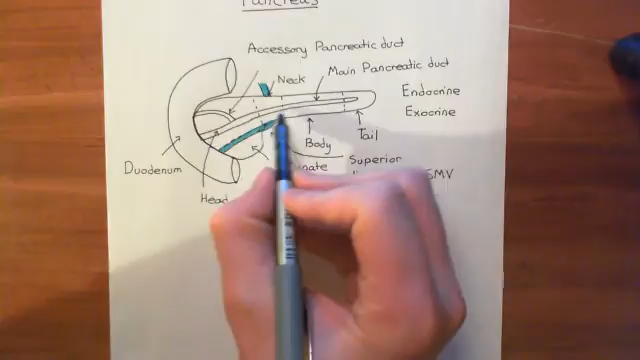 Pancreas
Accessory Pancreatic duct
Neck
Main Pancreatic duct
Endocrine
Exocrine
Tail
Body
Duodenum
Superior
SMV
Head